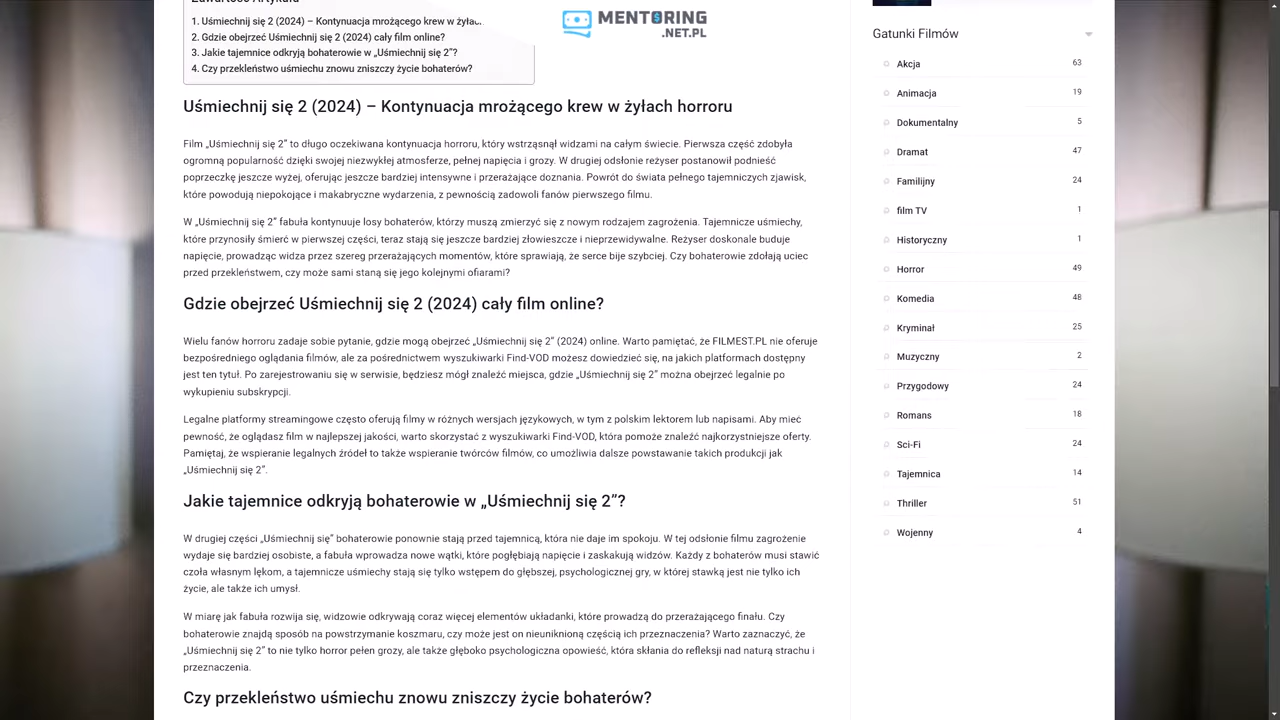 1. Uśmiechnij się 2 (2024) – Kontynuacja mrożącego krew w żyłac
2. Gdzie obejrzeć Uśmiechnij się 2 (2024) cały film online?
3. Jakie tajemnice odkryją bohaterowie w „Uśmiechnij się 2”?
4. Czy przekleństwo uśmiechu znowu zniszczy życie bohaterów?
MENTORING
.NET.PL
Uśmiechnij się 2 (2024) – Kontynuacja mrożącego krew w żyłach horroru
Film „Uśmiechnij się 2” to długo oczekiwana kontynuacja horroru, który wstrząsnął widzami na całym świecie. Pierwsza część zdobyła
ogromną popularność dzięki swojej niezwykłej atmosferze, pełnej napięcia i grozy. W drugiej odsłonie reżyser postanowił podnieść
poprzeczkę jeszcze wyżej, oferując jeszcze bardziej intensywne i przerażające doznania. Powrót do świata pełnego tajemniczych zjawisk,
które powodują niepokojące i makabryczne wydarzenia, z pewnością zadowoli fanów pierwszego filmu.
W „Uśmiechnij się 2” fabuła kontynuuje losy bohaterów, którzy muszą zmierzyć się z nowym rodzajem zagrożenia. Tajemnicze uśmiechy,
które przynosiły śmierć w pierwszej części, teraz stają się jeszcze bardziej złowieszcze i nieprzewidywalne. Reżyser doskonale buduje
napięcie, prowadząc widza przez szereg przerażających momentów, które sprawiają, że serce bije szybciej. Czy bohaterowie zdołają uciec
przed przekleństwem, czy może sami staną się jego kolejnymi ofiarami?
Gdzie obejrzeć Uśmiechnij się 2 (2024) cały film online?
Wielu fanów horroru zadaje sobie pytanie, gdzie mogą obejrzeć „Uśmiechnij się 2” (2024) online. Warto pamiętać, że FILMEST.PL nie oferuje
bezpośredniego oglądania filmów, ale za pośrednictwem wyszukiwarki Find-VOD możesz dowiedzieć się, na jakich platformach dostępny
jest ten tytuł. Po zarejestrowaniu się w serwisie, będziesz mógł znaleźć miejsca, gdzie „Uśmiechnij się 2” można obejrzeć legalnie po
wykupieniu subskrypcji.
Legalne platformy streamingowe często oferują filmy w różnych wersjach językowych, w tym z polskim lektorem lub napisami. Aby mieć
pewność, że oglądasz film w najlepszej jakości, warto skorzystać z wyszukiwarki Find-VOD, która pomoże znaleźć najkorzystniejsze oferty.
Pamiętaj, że wspieranie legalnych źródeł to także wspieranie twórców filmów, co umożliwia dalsze powstawanie takich produkcji jak
„Uśmiechnij się 2”.
Jakie tajemnice odkryją bohaterowie w „Uśmiechnij się 2”?
W drugiej części „Uśmiechnij się” bohaterowie ponownie stają przed tajemnicą, która nie daje im spokoju. W tej odsłonie filmu zagrożenie
wydaje się bardziej osobiste, a fabuła wprowadza nowe wątki, które pogłębiają napięcie i zaskakują widzów. Każdy z bohaterów musi stawić
czoła własnym lękom, a tajemnicze uśmiechy stają się tylko wstępem do głębszej, psychologicznej gry, w której stawką jest nie tylko ich
życie, ale także ich umysł.
W miarę jak fabuła rozwija się, widzowie odkrywają coraz więcej elementów układanki, które prowadzą do przerażającego finału. Czy
bohaterowie znajdą sposób na powstrzymanie koszmaru, czy może jest on nieuniknioną częścią ich przeznaczenia? Warto zaznaczyć, że
„Uśmiechnij się 2” to nie tylko horror pełen grozy, ale także głęboko psychologiczna opowieść, która skłania do refleksji nad naturą strachu i
przeznaczenia.
Czy przekleństwo uśmiechu znowu zniszczy życie bohaterów?
Gatunki Filmów
Akcja 63
Animacja 19
Dokumentalny 5
Dramat 47
Familijny 24
film TV 1
Historyczny 1
Horror 49
Komedia 48
Kryminał 25
Muzyczny 2
Przygodowy 24
Romans 18
Sci-Fi 24
Tajemnica 14
Thriller 51
Wojenny 4